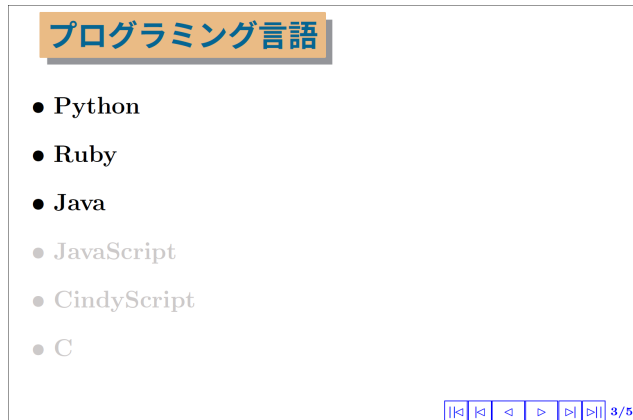 プログラミング言語
• Python
• Ruby
• Java
• JavaScript
• CindyScript
• C
3/5